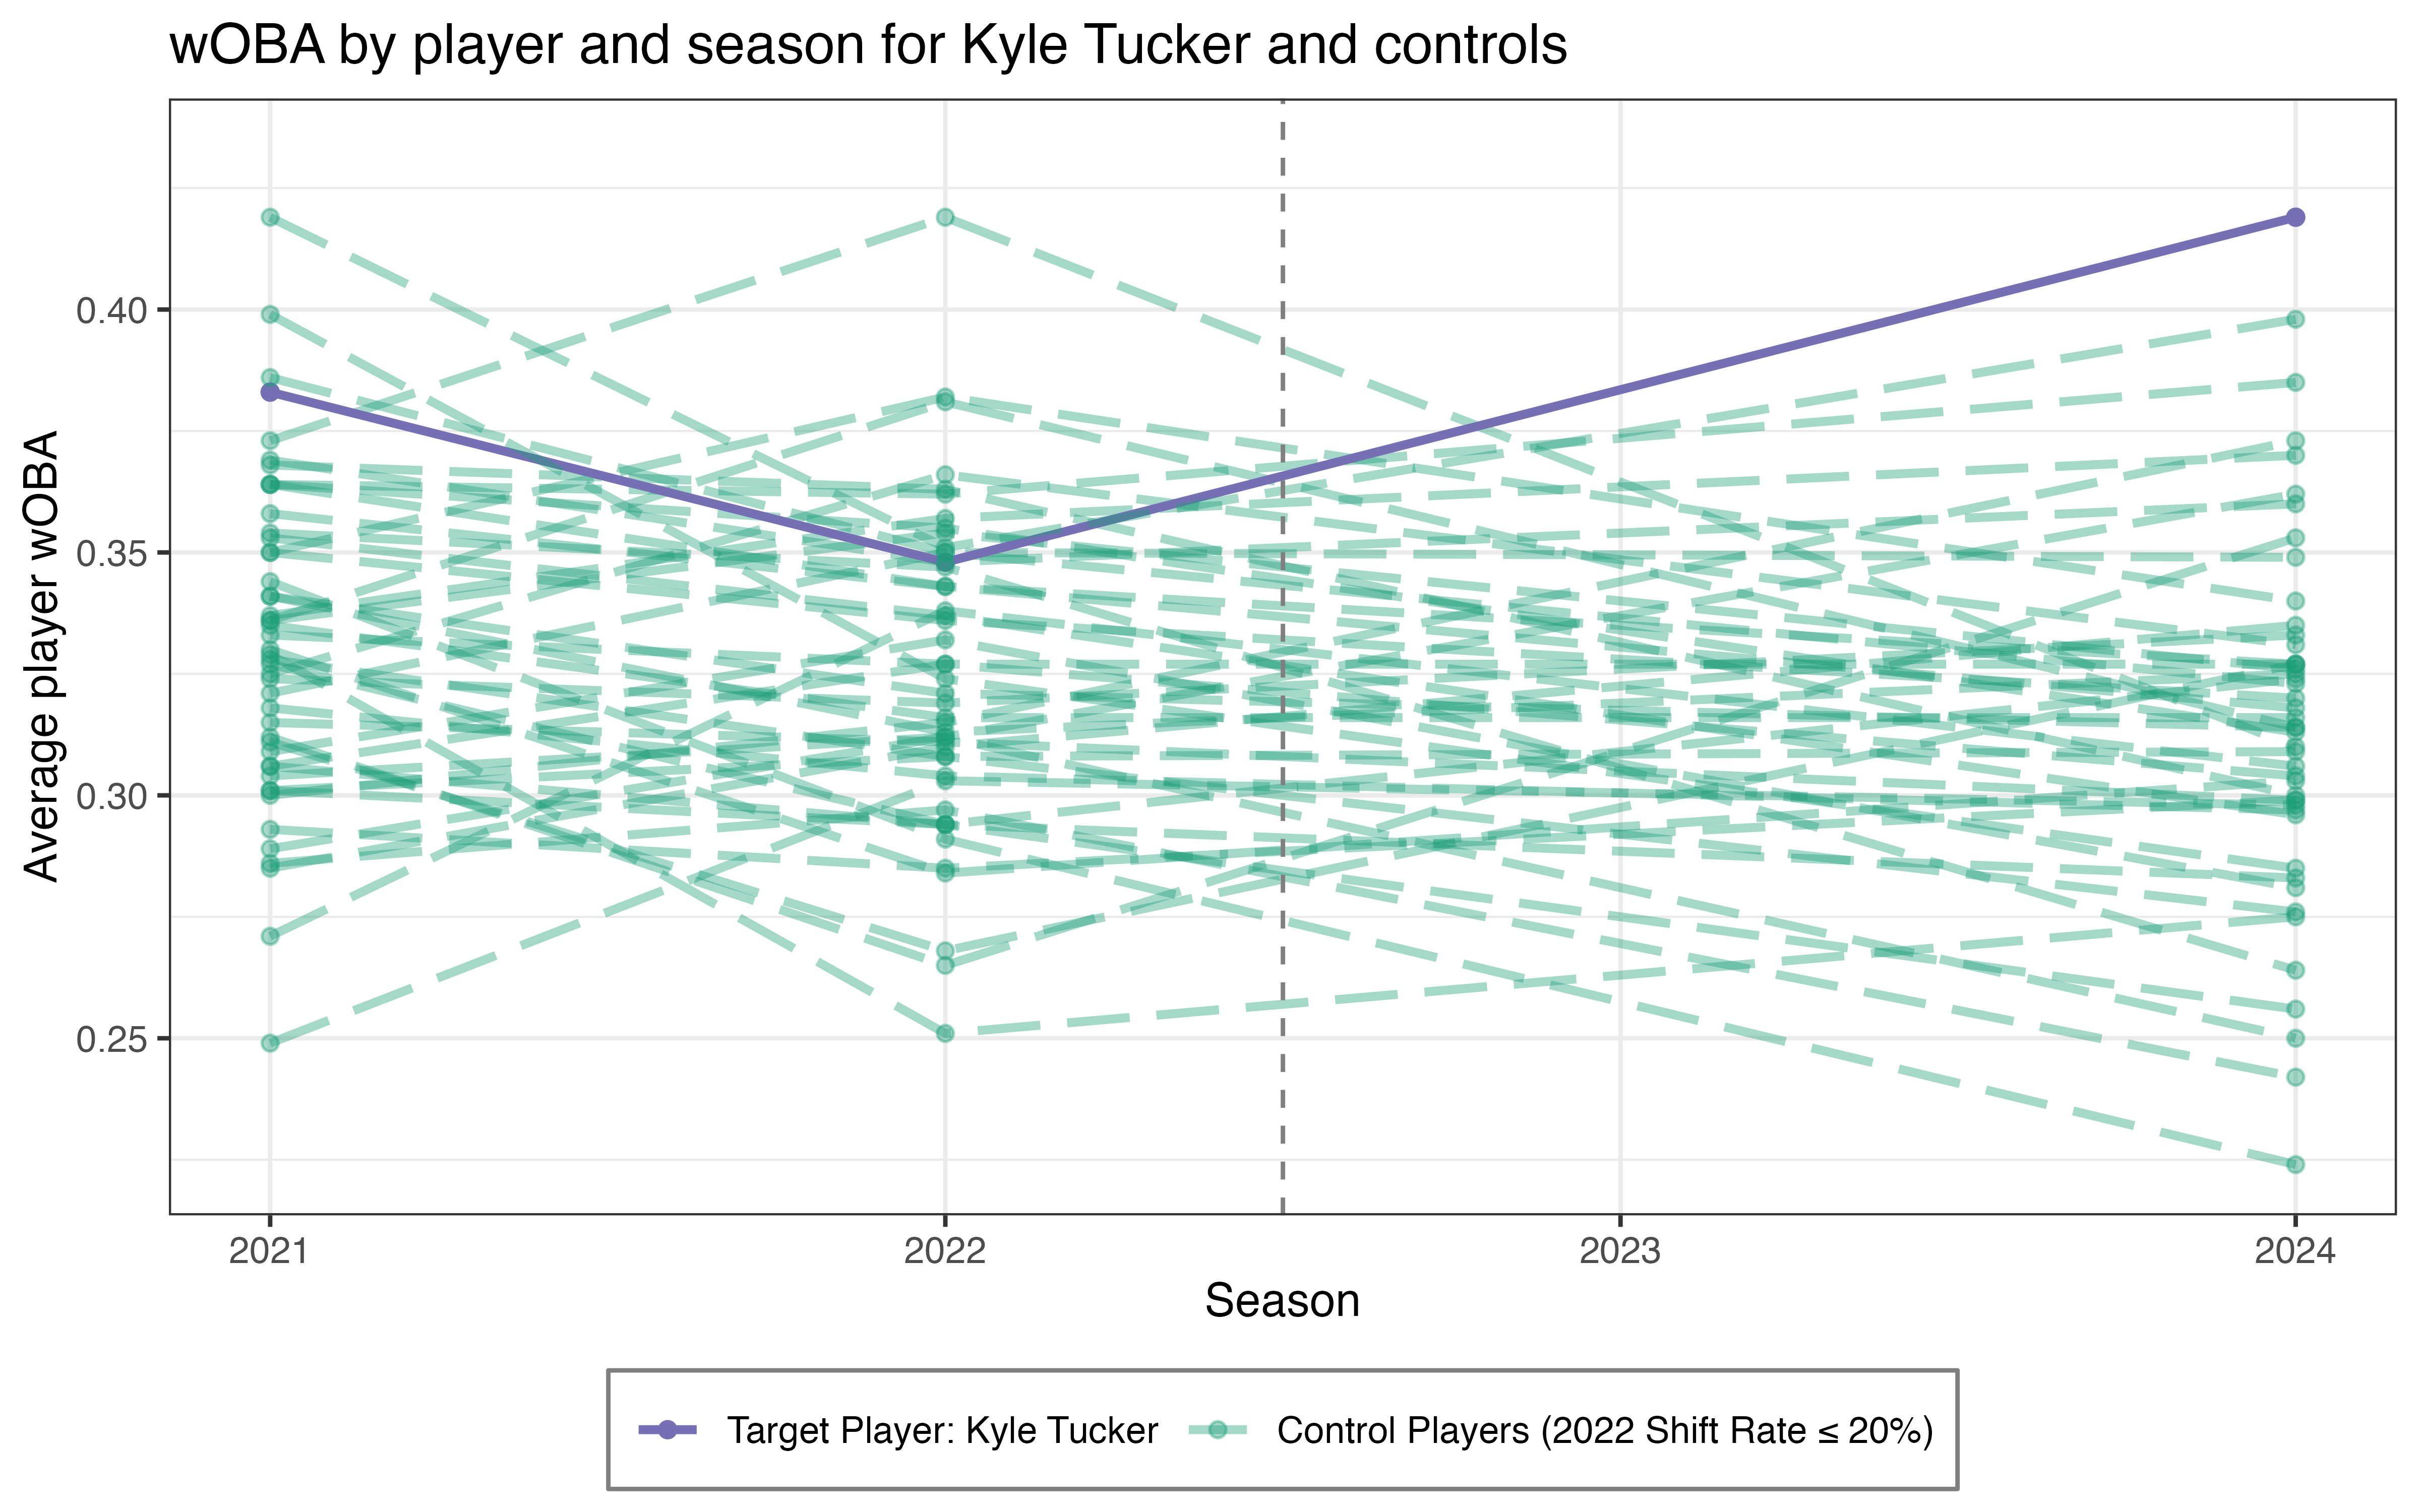 wOBA by player and season for Kyle Tucker and controls
Average player wOBA
0.40
0.35
0.30
0.25
2021
2022
2023
2024
Season
Target Player: Kyle Tucker
Control Players (2022 Shift Rate ≤ 20%)